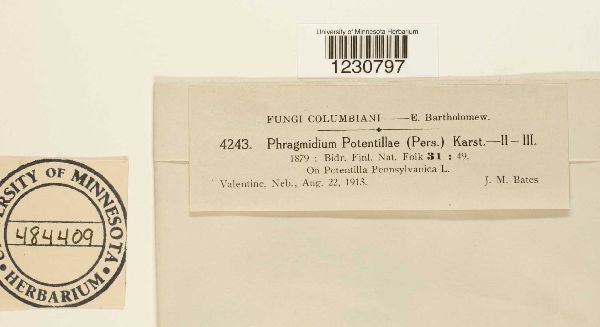 University of Minnesota Herbarium
1230797
FUNGI COLUMBIANI —— E. Bartholomew.
4243. Phragmidium Potentillae (Pers.) Karst.—II – III.
1879 : Bidr. Finl. Nat. Folk 31 : 49.
On Potentilla Pennsylvanica L.
Valentine, Neb., Aug. 22, 1913. J. M. Bates
OF MINNESOTA
484409
HERBARIUM